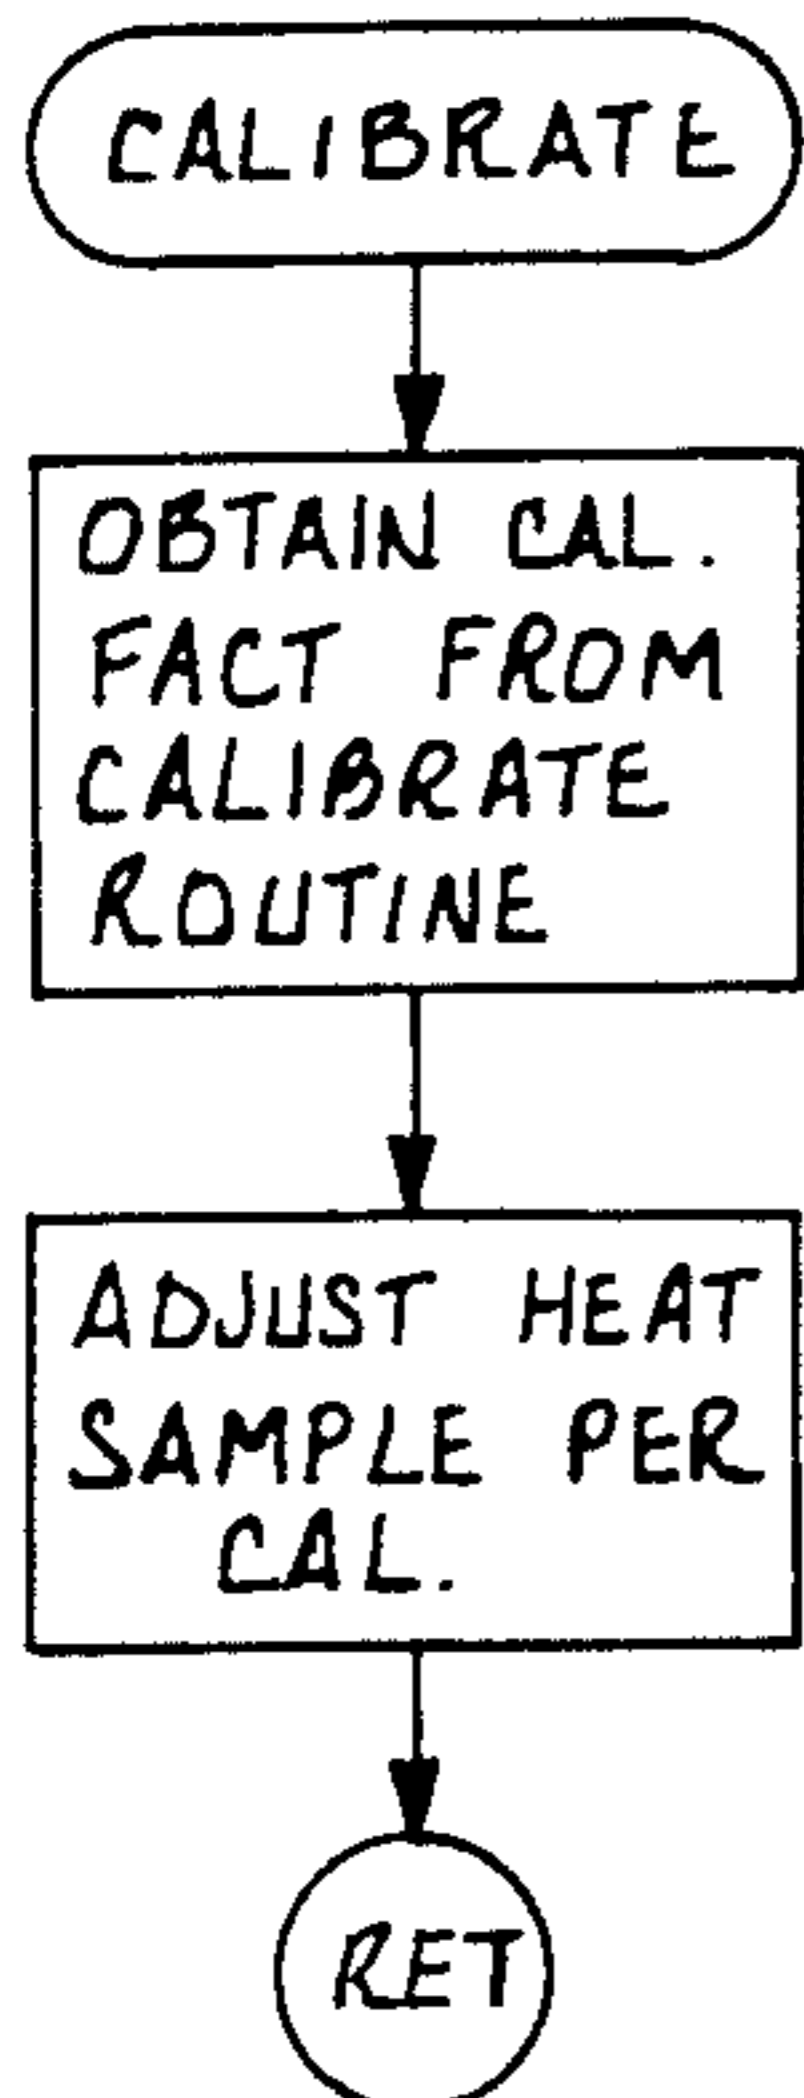 CALIBRATE
OBTAIN CAL.
FACT FROM
CALIBRATE
ROUTINE
ADJUST HEAT
SAMPLE PER
CAL.
RET